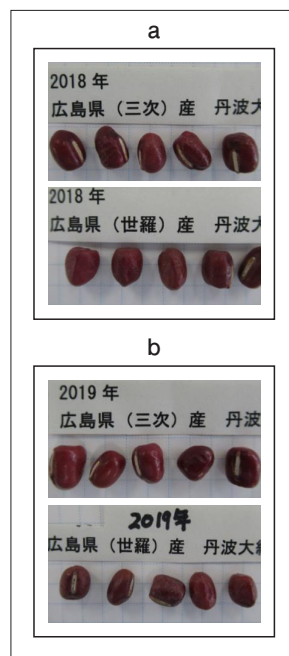 a
2018 年
広島県（三次）産 丹波大
2018 年
広島県（世羅）産 丹波大
b
2019 年
広島県（三次）産 丹波
2019年
広島県（世羅）産 丹波大